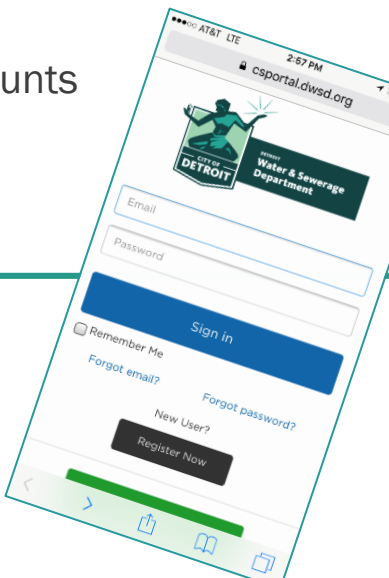 unts
AT&T LTE
2:57 PM
csportal.dwsd.org
CITY OF
DETROIT
DETROIT
Water & Sewerage
Department
Email
Password
Sign in
Remember Me
Forgot email?
Forgot password?
New User?
Register Now